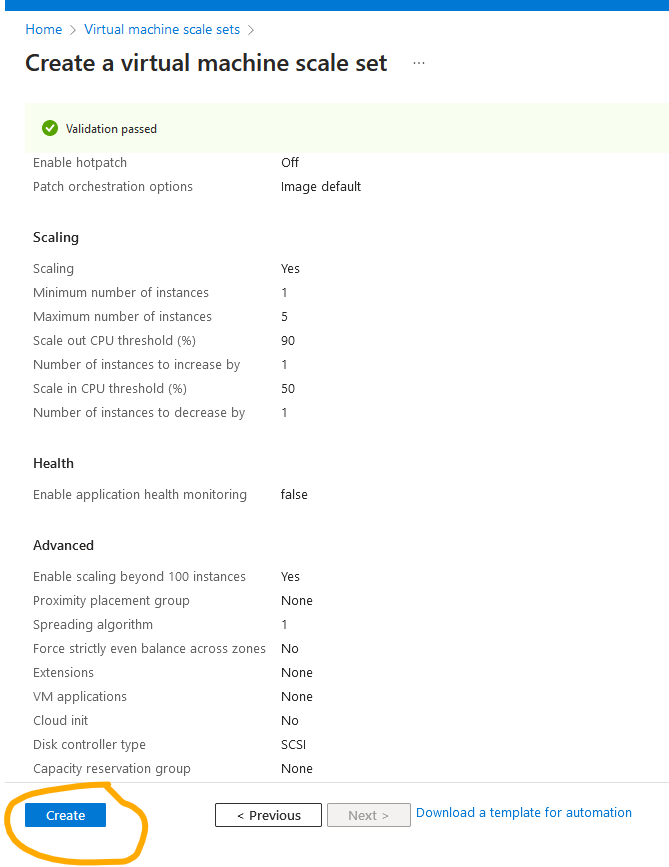 Home > Virtual machine scale sets >
Create a virtual machine scale set ...
Validation passed
Enable hotpatch Off
Patch orchestration options Image default
Scaling
Scaling Yes
Minimum number of instances 1
Maximum number of instances 5
Scale out CPU threshold (%) 90
Number of instances to increase by 1
Scale in CPU threshold (%) 50
Number of instances to decrease by 1
Health
Enable application health monitoring false
Advanced
Enable scaling beyond 100 instances Yes
Proximity placement group None
Spreading algorithm 1
Force strictly even balance across zones No
Extensions None
VM applications None
Cloud init No
Disk controller type SCSI
Capacity reservation group None
Create < Previous Next > Download a template for automation